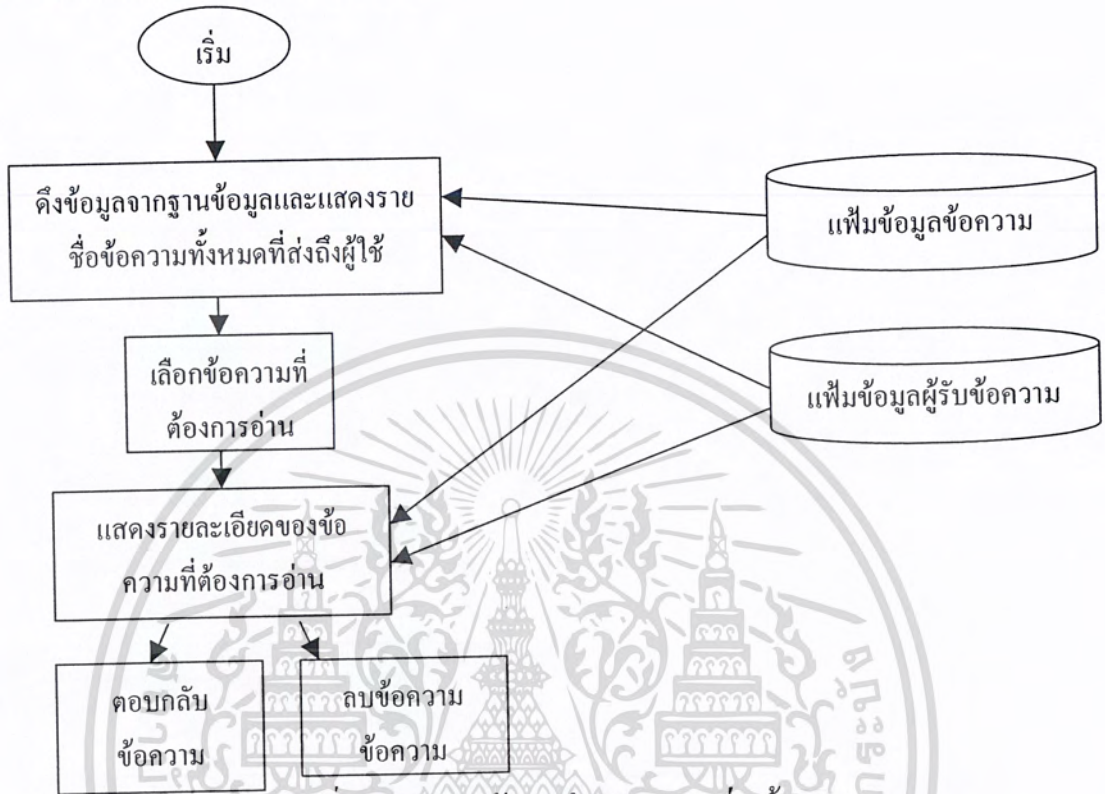 เริ่ม
ดึงข้อมูลจากฐานข้อมูลและแสดงราย
ชื่อข้อความทั้งหมดที่ส่งถึงผู้ใช้
แฟ้มข้อมูลข้อความ
เลือกข้อความที่
ต้องการอ่าน
แฟ้มข้อมูลผู้รับข้อความ
แสดงรายละเอียดของข้อ
ความที่ต้องการอ่าน
ตอบกลับ
ข้อความ
ลบข้อความ
ข้อความ